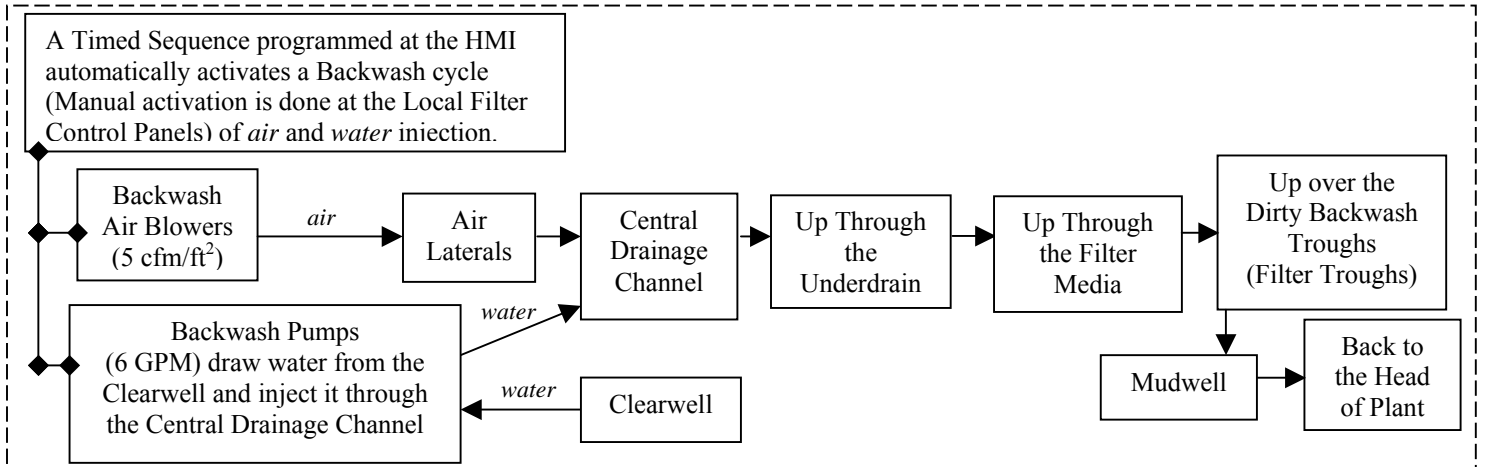 A Timed Sequence programmed at the HMI
automatically activates a Backwash cycle
(Manual activation is done at the Local Filter
Control Panels) of air and water injection.
Backwash
Air Blowers
(5 cfm/ft²)
air
Air
Laterals
Central
Drainage
Channel
Up Through
the
Underdrain
Up Through
the Filter
Media
Up over the
Dirty Backwash
Troughs
(Filter Troughs)
Backwash Pumps
(6 GPM) draw water from the
Clearwell and inject it through
the Central Drainage Channel
water
water
Clearwell
Mudwell
Back to
the Head
of Plant